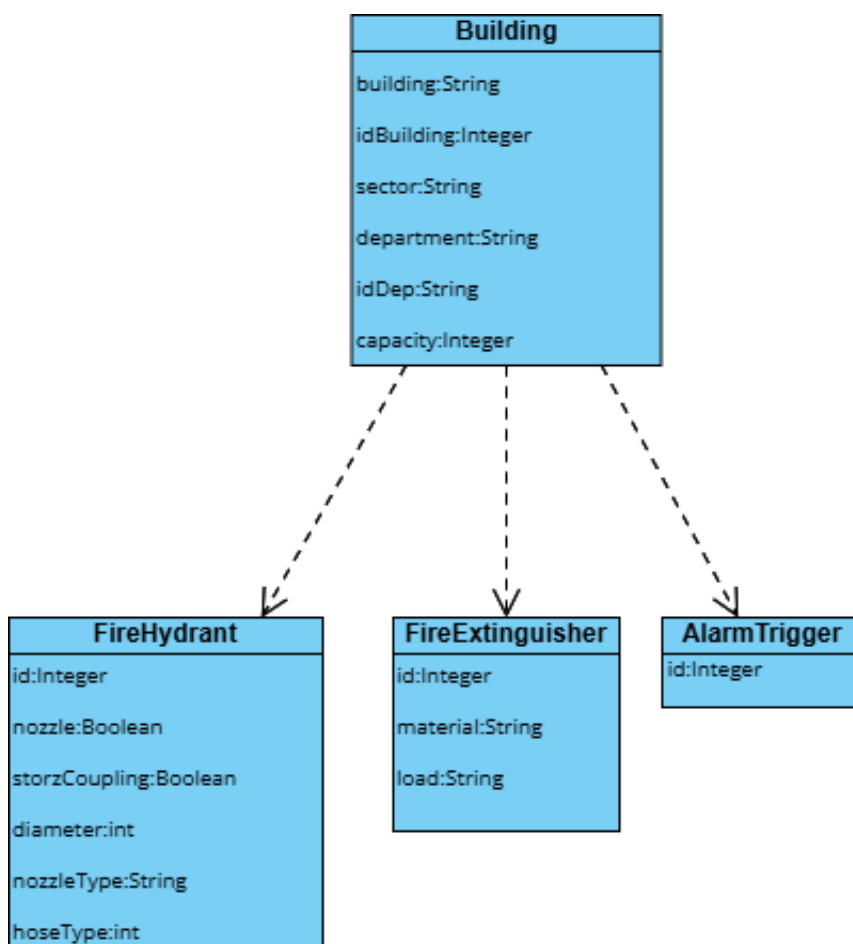 Building
building:String
idBuilding:Integer
sector:String
department:String
idDep:String
capacity:Integer
FireHydrant
id:Integer
nozzle:Boolean
storzCoupling:Boolean
diameter:int
nozzleType:String
hoseType:int
FireExtinguisher
id:Integer
material:String
load:String
AlarmTrigger
id:Integer